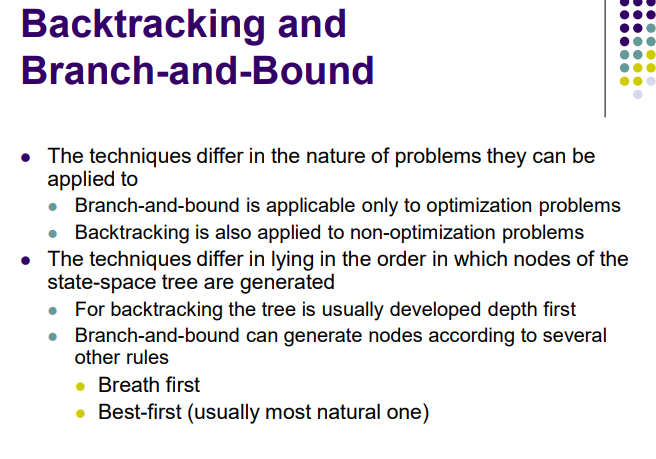 Backtracking and
Branch-and-Bound
The techniques differ in the nature of problems they can be
applied to
Branch-and-bound is applicable only to optimization problems
Backtracking is also applied to non-optimization problems
The techniques differ in lying in the order in which nodes of the
state-space tree are generated
For backtracking the tree is usually developed depth first
Branch-and-bound can generate nodes according to several
other rules
Breath first
Best-first (usually most natural one)